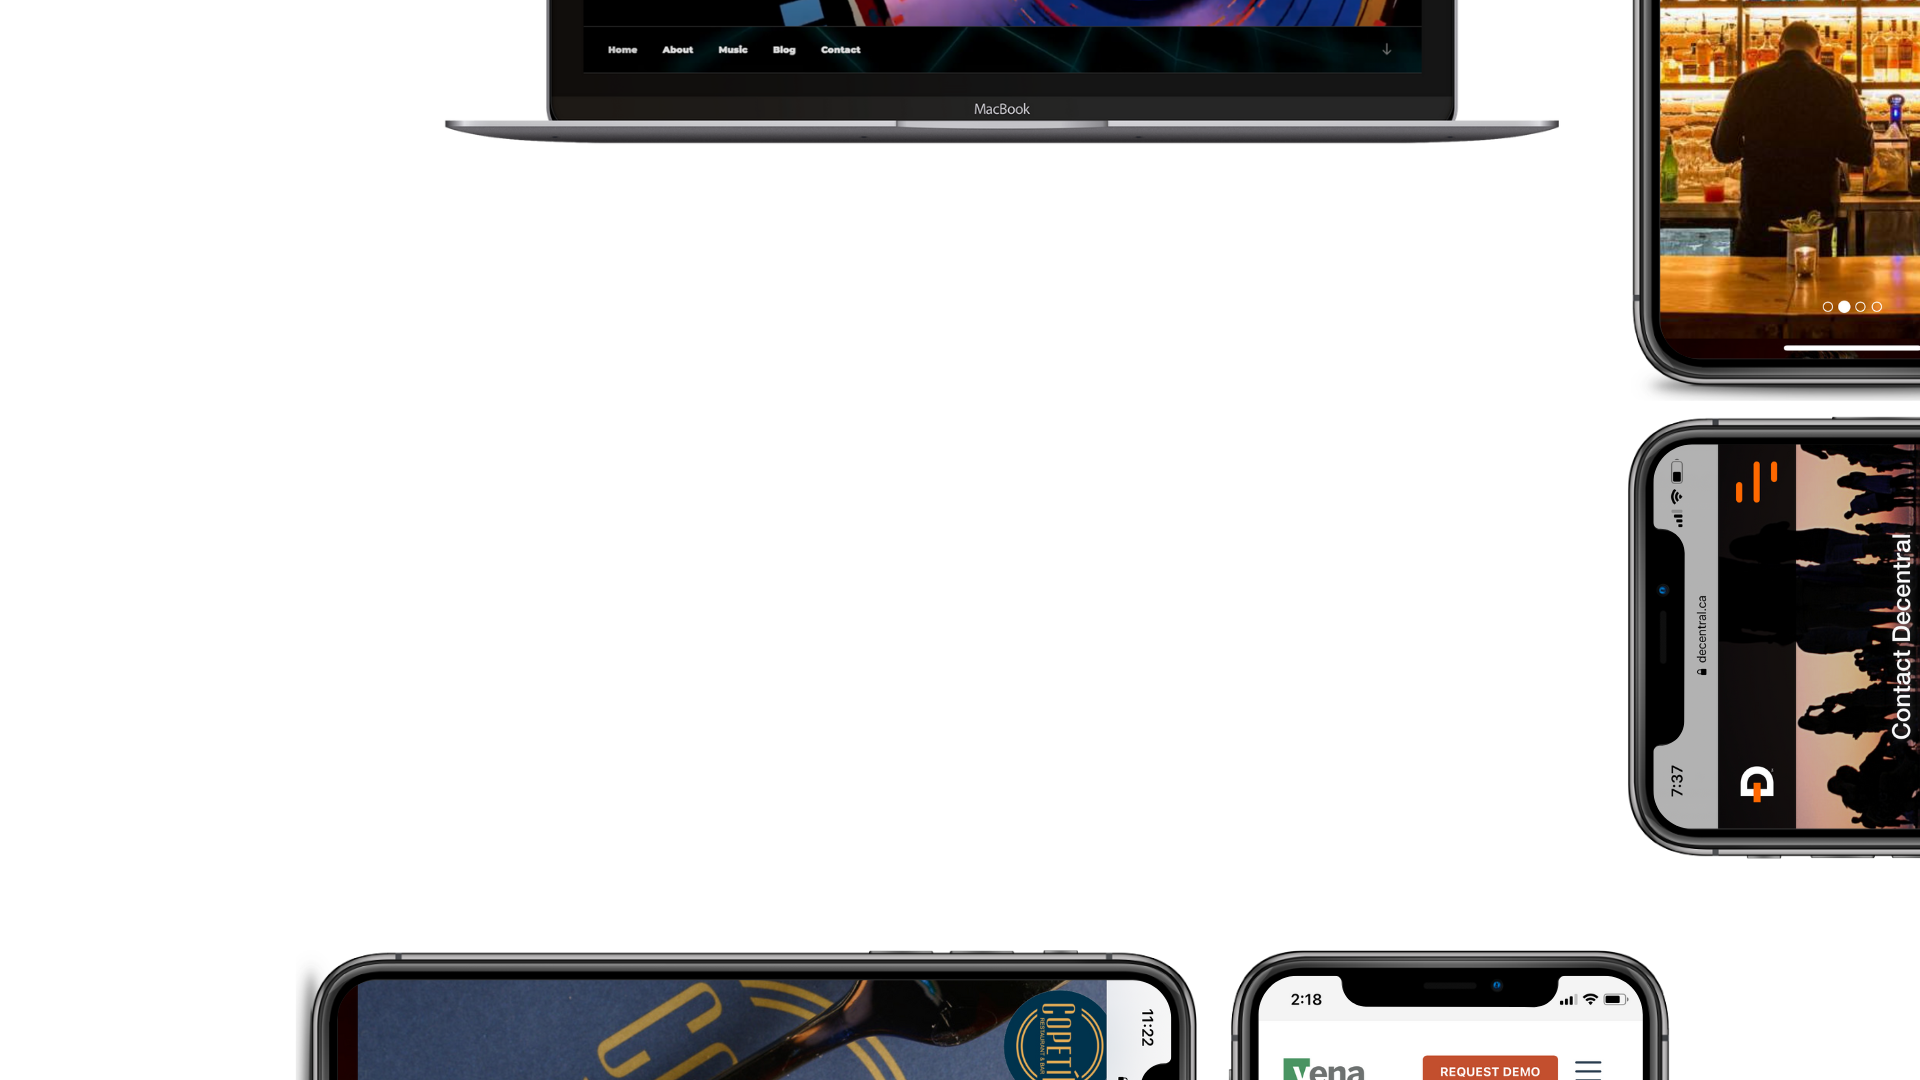 Home About Music Blog Contact
MacBook
decentral.ca
Contact Decentral
7:37
COPETÍ
RESTAURANT & BAR
11:22
2:18
Vena
REQUEST DEMO